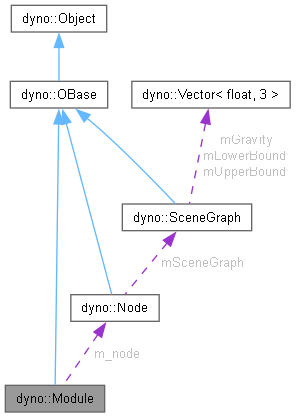 dyno::Object
dyno::OBase
dyno::Vector< float, 3 >
mGravity
mLowerBound
mUpperBound
dyno::SceneGraph
mSceneGraph
dyno::Node
m_node
dyno::Module